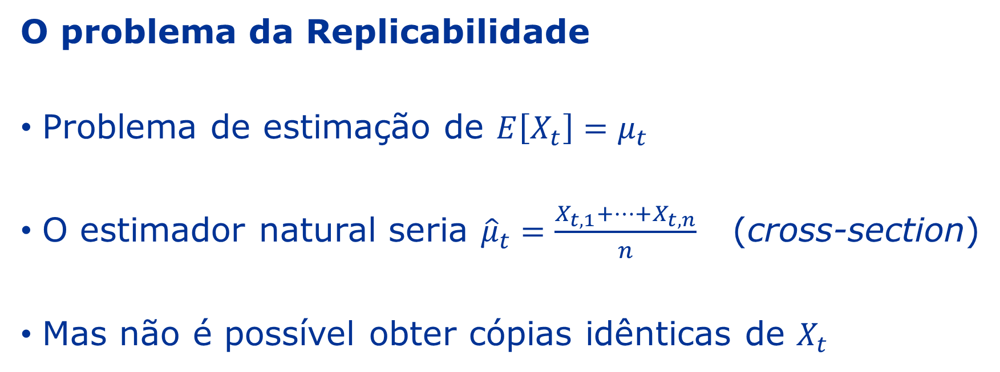 O problema da Replicabilidade
• Problema de estimação de $E[X_t] = \mu_t$
• O estimador natural seria $\hat{\mu}_t = \frac{X_{t,1}+\cdots+X_{t,n}}{n}$ (cross-section)
• Mas não é possível obter cópias idênticas de $X_t$